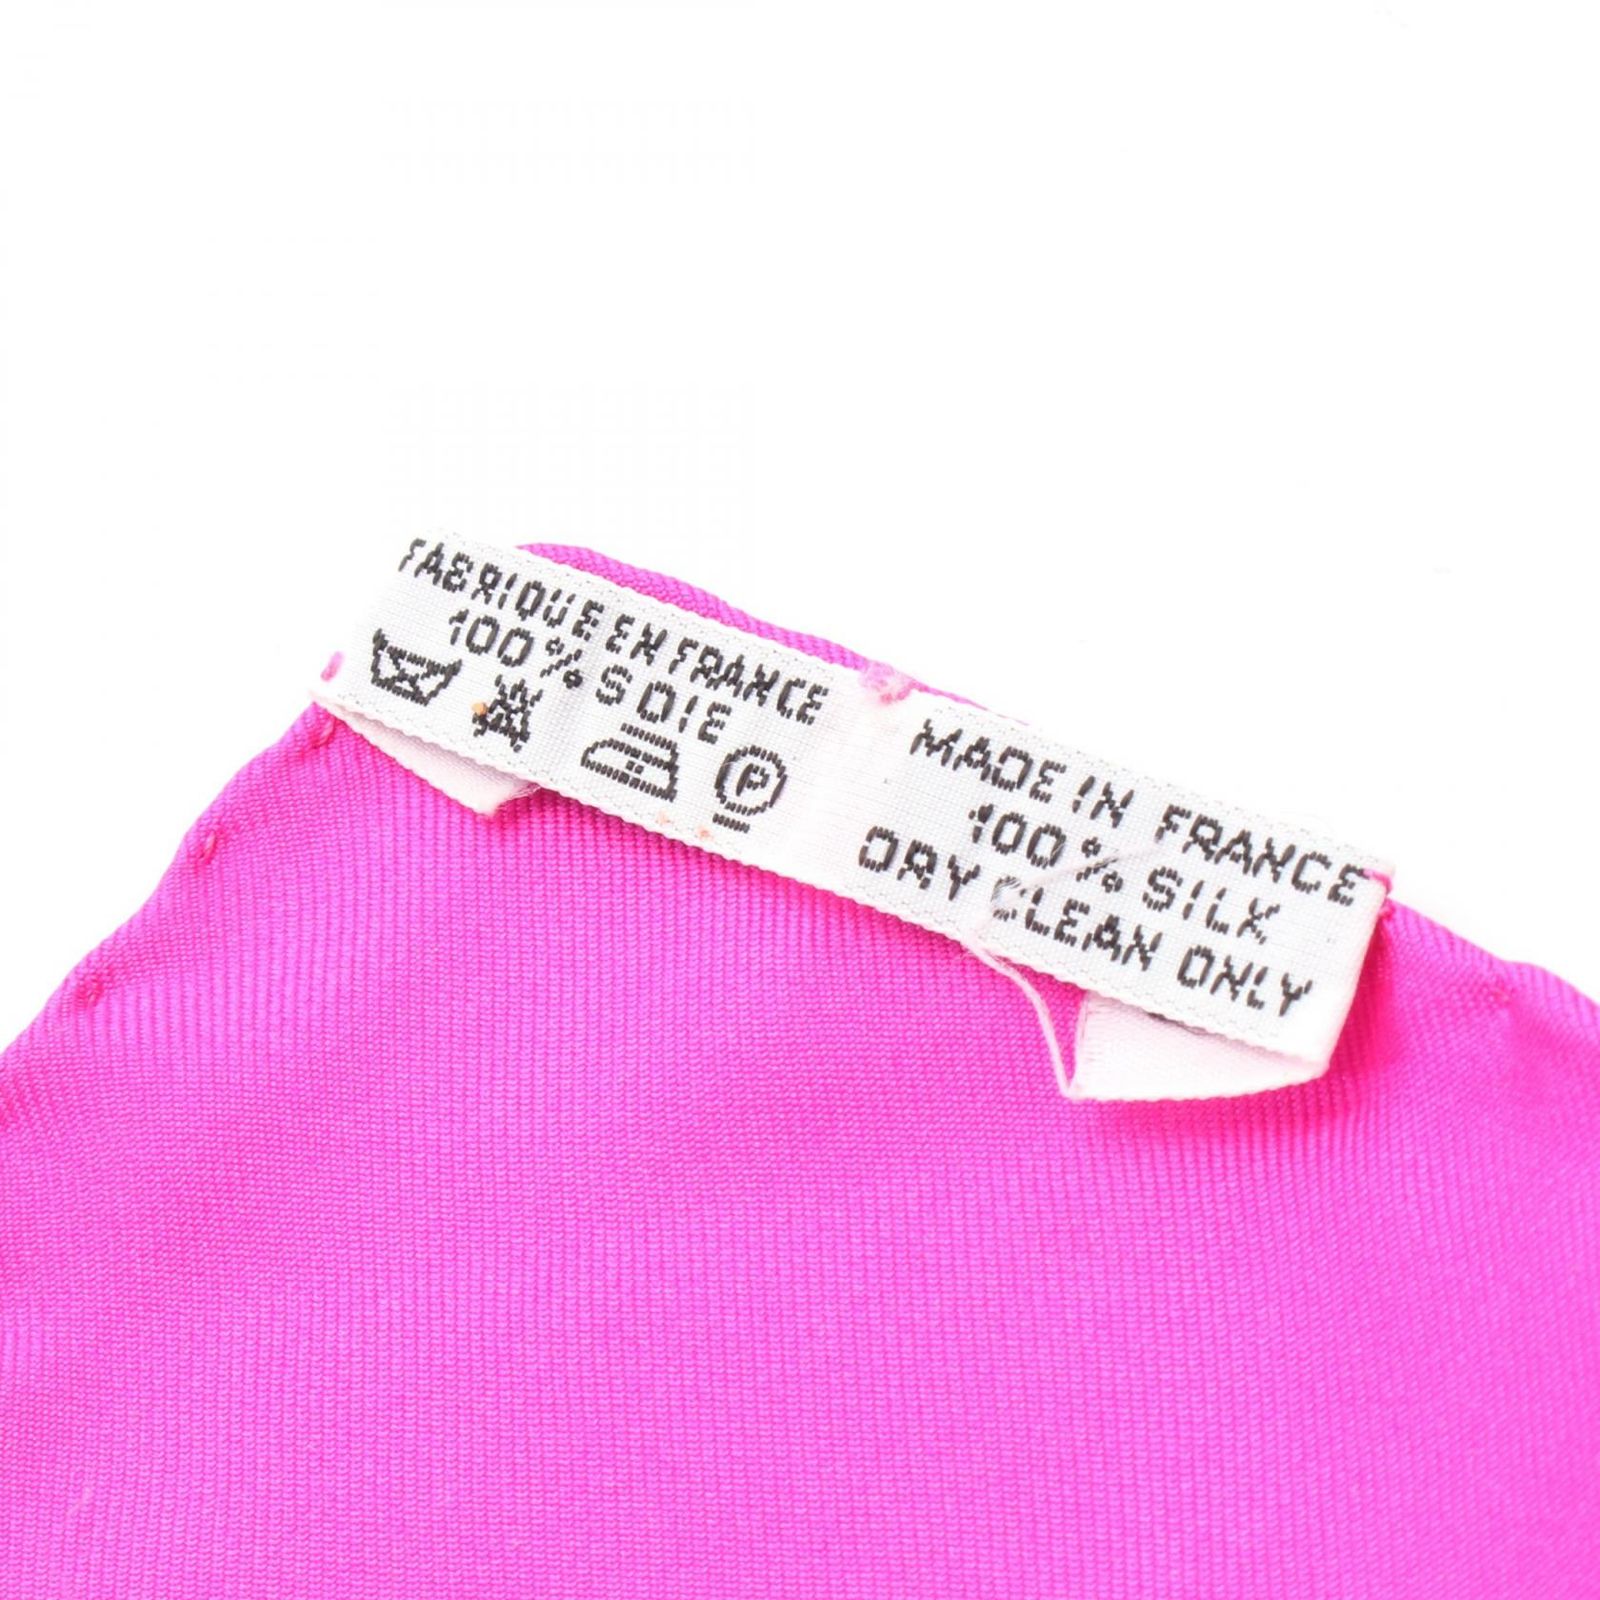 FABRIQUE EN FRANCE
100% SOIE
P
MADE IN FRANCE
100% SILK
DRY CLEAN ONLY